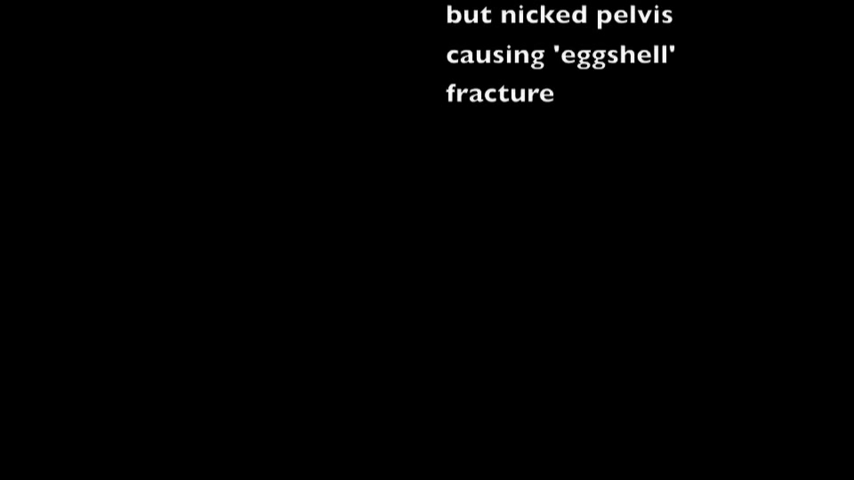 but nicked pelvis
causing 'eggshell'
fracture